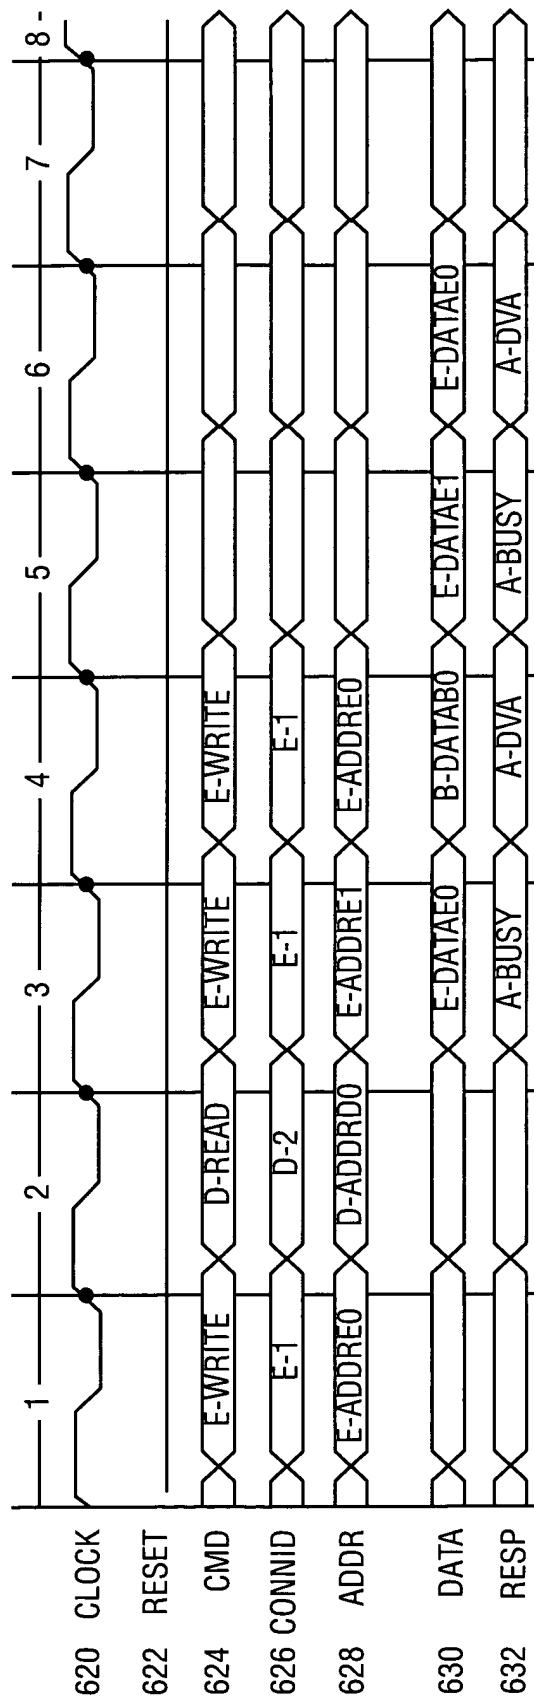 1 2 3 4 5 6 7 8
620 CLOCK
622 RESET
624 CMD E-WRITE D-READ E-WRITE E-WRITE
626 CONNID E-1 D-2 E-1 E-1
628 ADDR E-ADDRE0 D-ADDRD0 E-ADDRE1 E-ADDRE0
630 DATA E-DATAE0 B-DATAB0 E-DATAE1 E-DATAE0
632 RESP A-BUSY A-DVA A-BUSY A-DVA